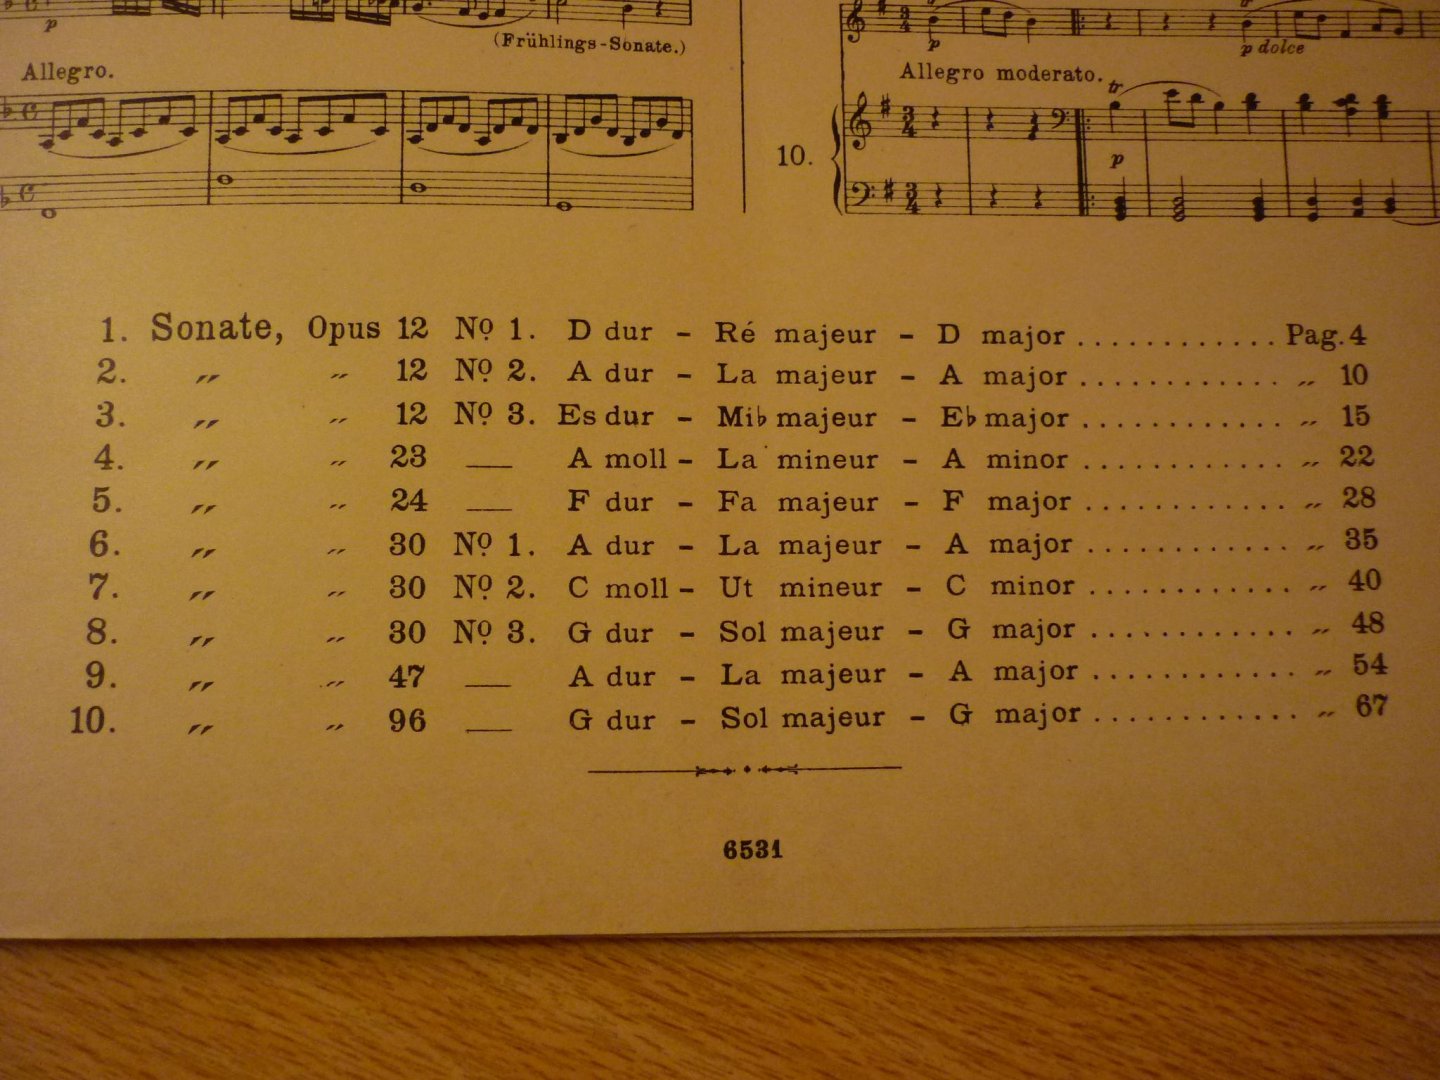 p
(Frühlings-Sonate.)
p
p dolce
Allegro.
Allegro moderato.
tr
10.
p
1. Sonate, Opus 12 No 1. D dur – Ré majeur – D major ............ Pag. 4
2. „ „ 12 No 2. A dur – La majeur – A major ............ „ 10
3. „ „ 12 No 3. Es dur – Mi♭ majeur – E♭ major ............ „ 15
4. „ „ 23 — A moll – La mineur – A minor ............ „ 22
5. „ „ 24 — F dur – Fa majeur – F major ............ „ 28
6. „ „ 30 No 1. A dur – La majeur – A major ............ „ 35
7. „ „ 30 No 2. C moll – Ut mineur – C minor ............ „ 40
8. „ „ 30 No 3. G dur – Sol majeur – G major ............ „ 48
9. „ „ 47 — A dur – La majeur – A major ............ „ 54
10. „ „ 96 — G dur – Sol majeur – G major ............ „ 67
6531